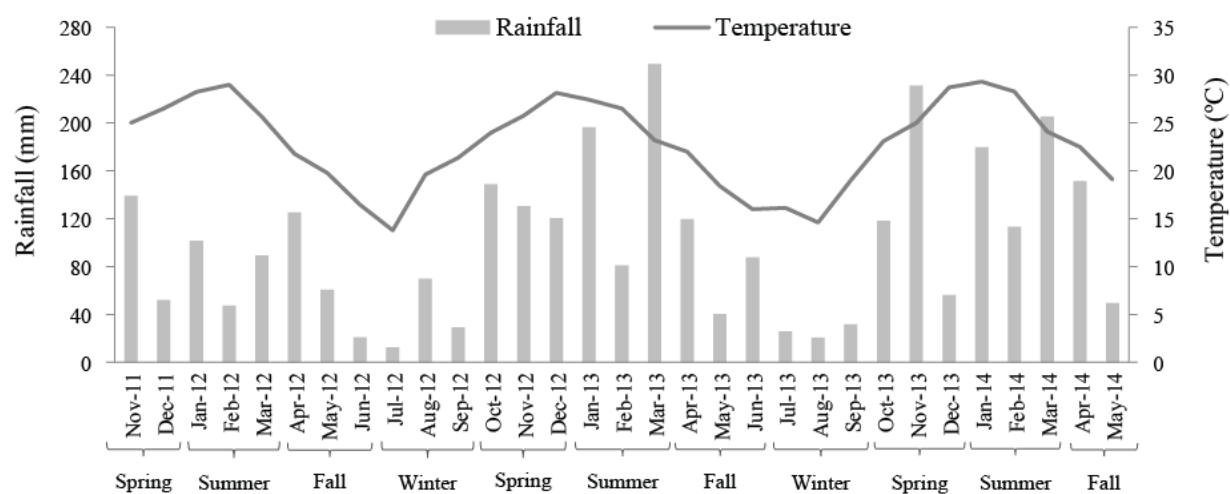 Rainfall
Temperature
Rainfall (mm)
280
240
200
160
120
80
40
0
35
30
25
20
15
10
5
0
Temperature (ºC)
Nov-11
Dec-11
Jan-12
Feb-12
Mar-12
Apr-12
May-12
Jun-12
Jul-12
Aug-12
Sep-12
Oct-12
Nov-12
Dec-12
Jan-13
Feb-13
Mar-13
Apr-13
May-13
Jun-13
Jul-13
Aug-13
Sep-13
Oct-13
Nov-13
Dec-13
Jan-14
Feb-14
Mar-14
Apr-14
May-14
Spring
Summer
Fall
Winter
Spring
Summer
Fall
Winter
Spring
Summer
Fall